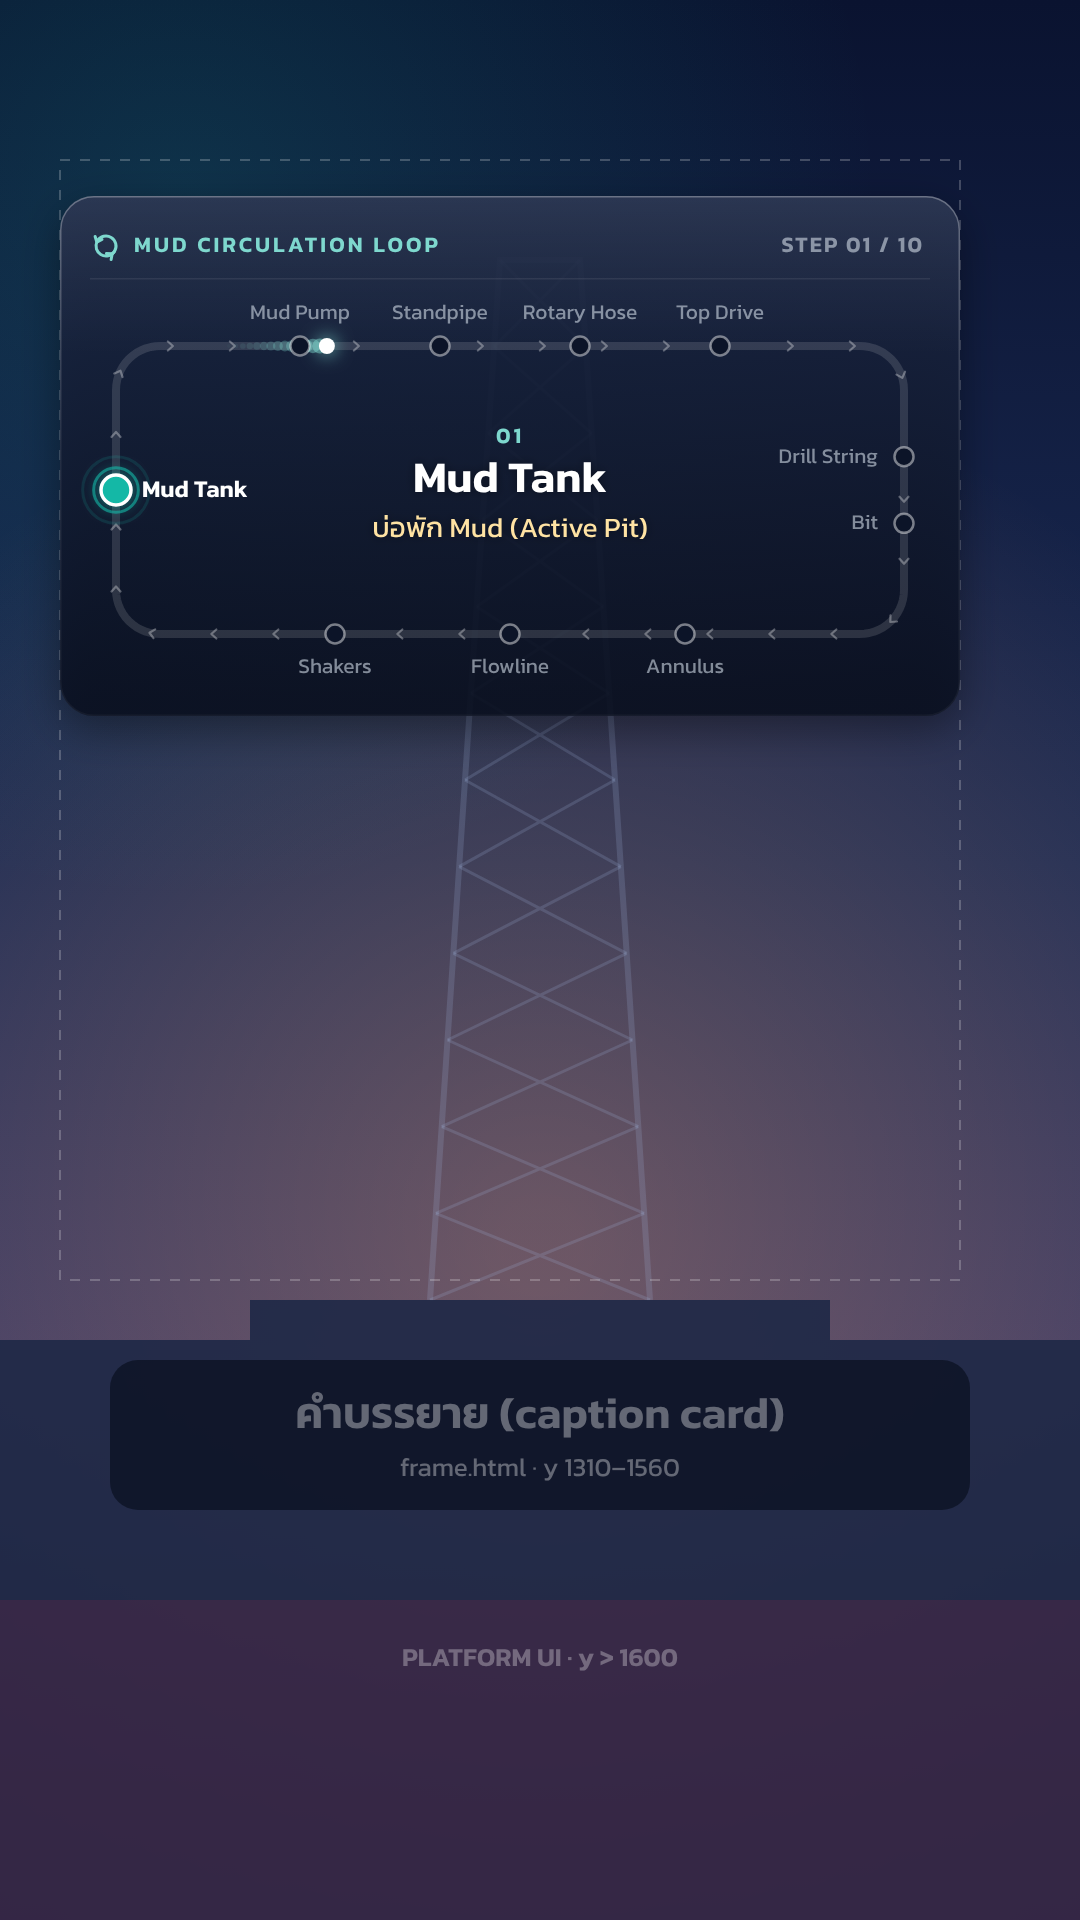 MUD CIRCULATION LOOP
STEP 01 / 10
Mud Pump
Standpipe
Rotary Hose
Top Drive
01
Mud Tank
บ่อพัก Mud (Active Pit)
Mud Tank
Drill String
Bit
Shakers
Flowline
Annulus
คำบรรยาย (caption card)
frame.html · y 1310–1560
PLATFORM UI · y > 1600